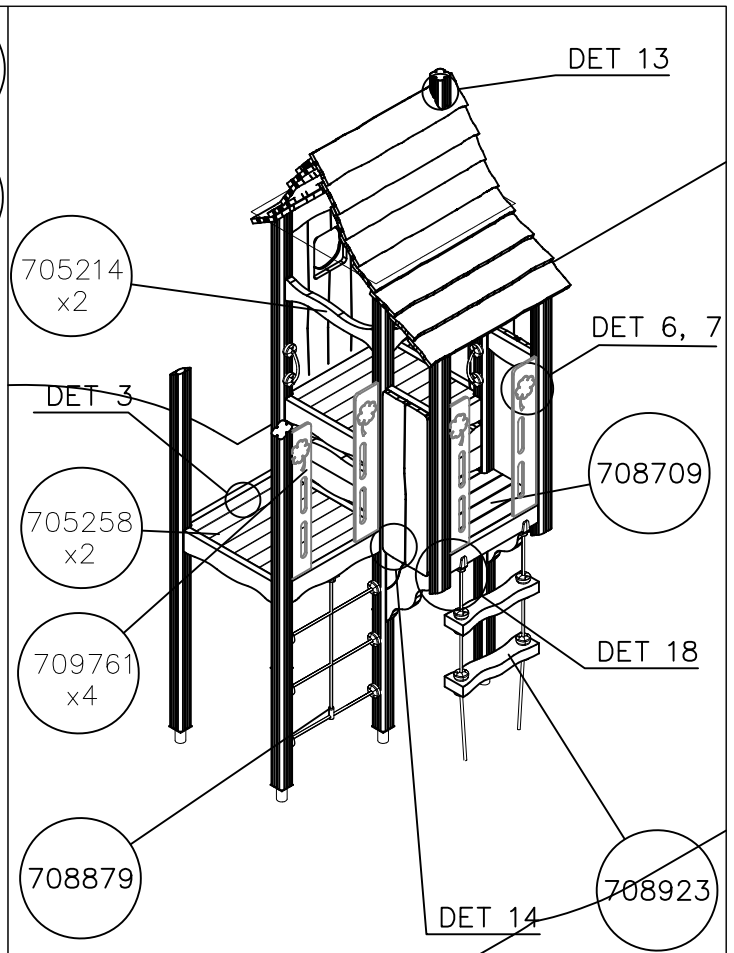 DET 13
705214
x2
DET 6, 7
DET 3
708709
705258
x2
709761
x4
DET 18
708879
708923
DET 14